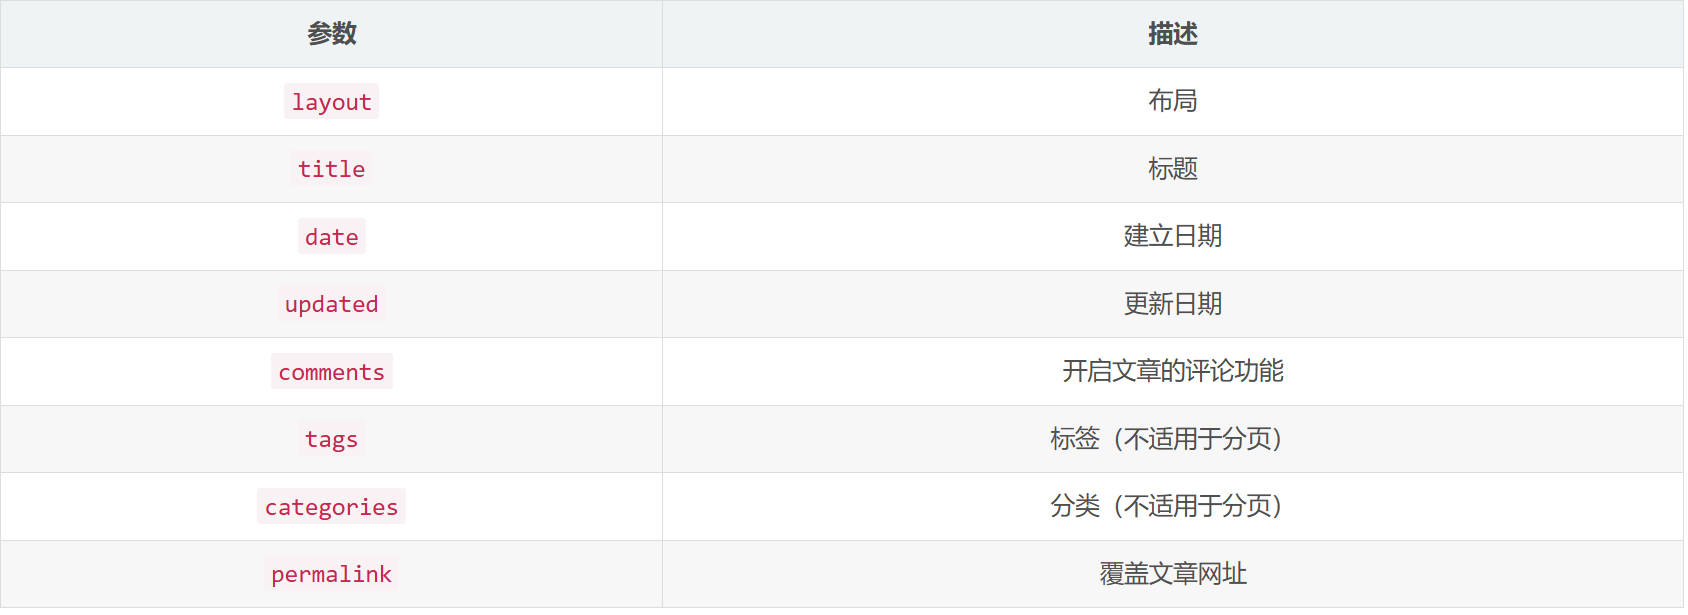 参数 描述
layout 布局
title 标题
date 建立日期
updated 更新日期
comments 开启文章的评论功能
tags 标签（不适用于分页）
categories 分类（不适用于分页）
permalink 覆盖文章网址